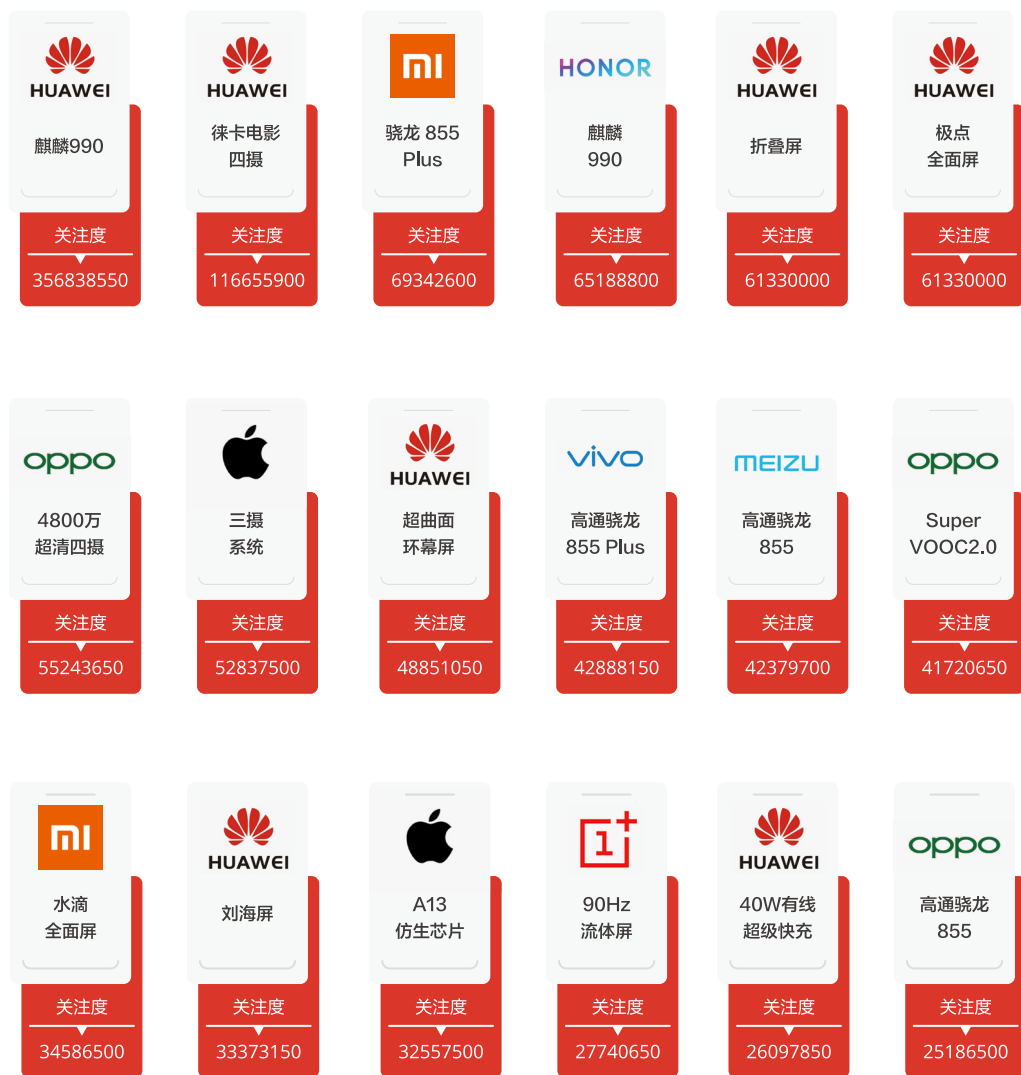 HUAWEI
麒麟990
关注度
356838550
HUAWEI
徕卡电影
四摄
关注度
116655900
mi
骁龙 855
Plus
关注度
69342600
HONOR
麒麟
990
关注度
65188800
HUAWEI
折叠屏
关注度
61330000
HUAWEI
极点
全面屏
关注度
61330000
oppo
4800万
超清四摄
关注度
55243650
三摄
系统
关注度
52837500
HUAWEI
超曲面
环幕屏
关注度
48851050
vivo
高通骁龙
855 Plus
关注度
42888150
MEIZU
高通骁龙
855
关注度
42379700
oppo
Super
VOOC2.0
关注度
41720650
mi
水滴
全面屏
关注度
34586500
HUAWEI
刘海屏
关注度
33373150
A13
仿生芯片
关注度
32557500
1+
90Hz
流体屏
关注度
27740650
HUAWEI
40W有线
超级快充
关注度
26097850
oppo
高通骁龙
855
关注度
25186500